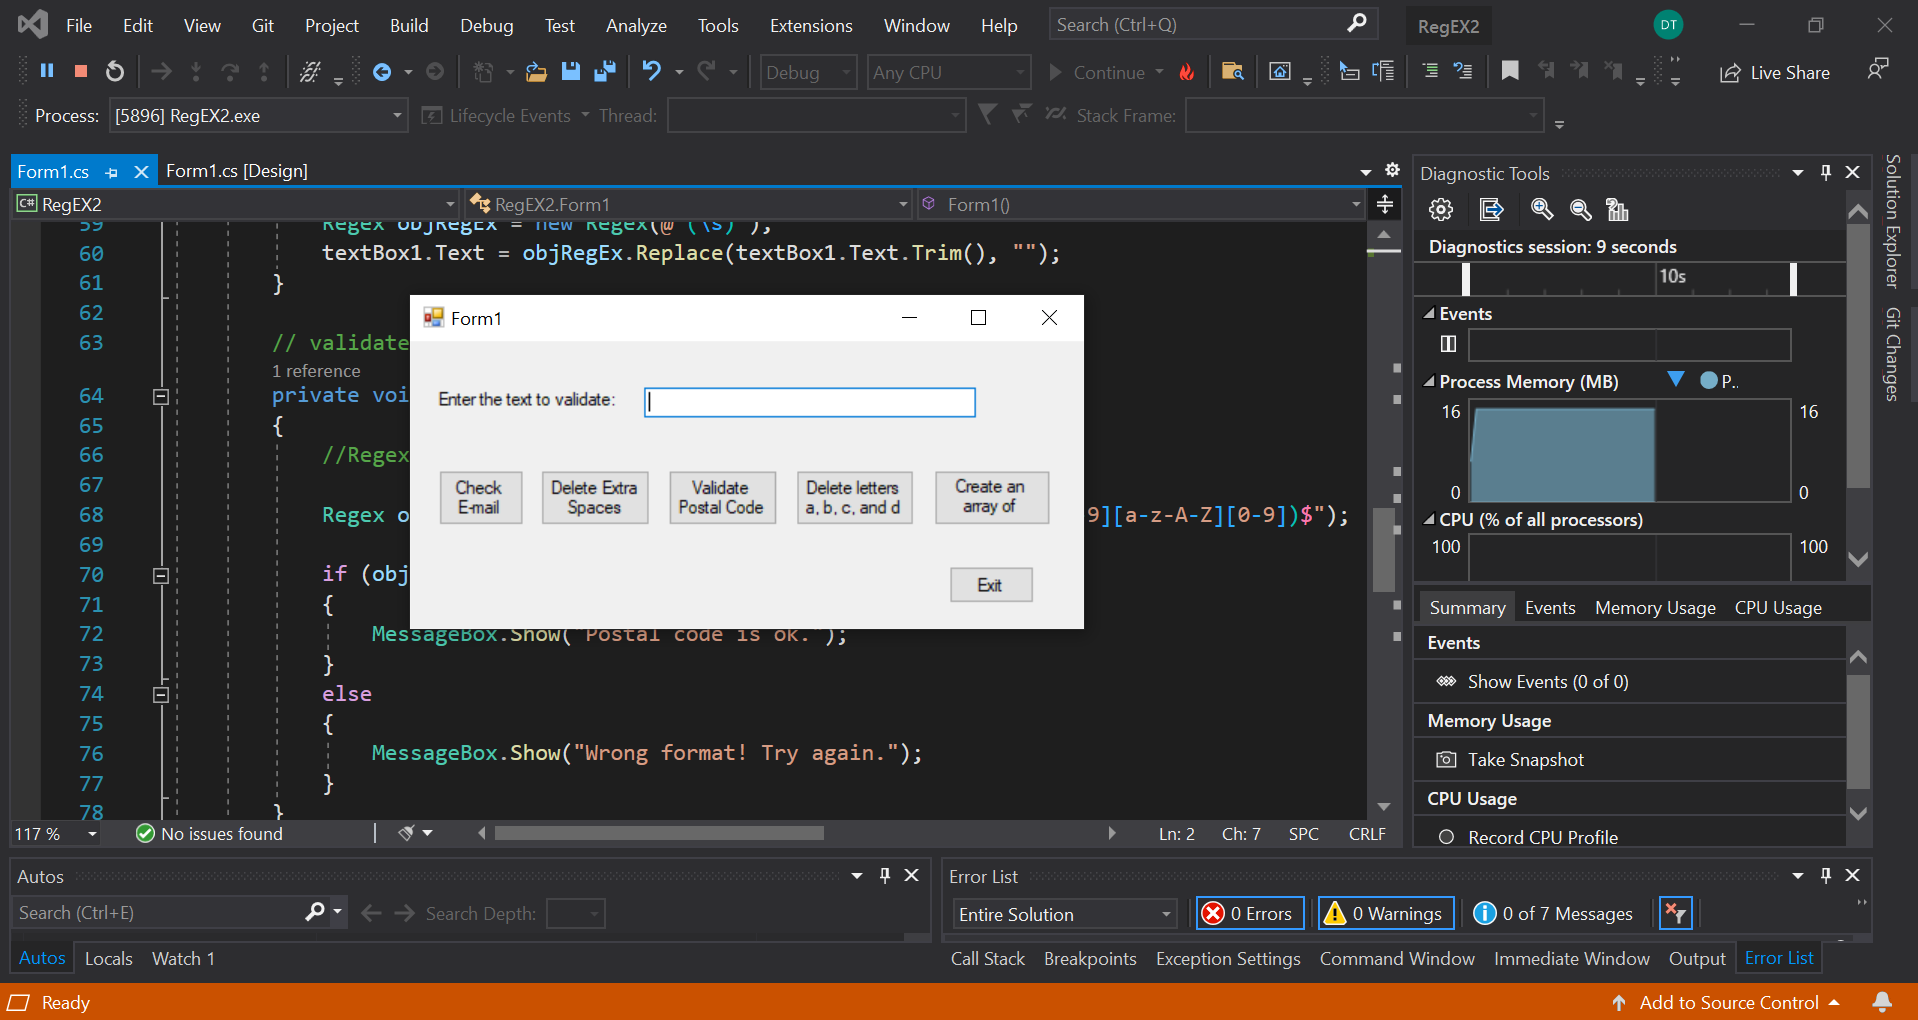 File Edit View Git Project Build Debug Test Analyze Tools Extensions Window Help Search (Ctrl+Q) RegEX2 DT
Debug Any CPU Continue Live Share
Process: [5896] RegEX2.exe Lifecycle Events Thread: Stack Frame:
Form1.cs Form1.cs [Design]
C# RegEX2 RegEX2.Form1 Form1()
59 Regex objRegEx = new Regex(@"(\s)");
60 textBox1.Text = objRegEx.Replace(textBox1.Text.Trim(), "");
61 }
62
63 // validate
1 reference
64 private voi
65 {
66 //Regex
67
68 Regex o 9][a-z-A-Z][0-9])$");
69
70 if (obj
71 {
72 MessageBox.Show("Postal code is ok.");
73 }
74 else
75 {
76 MessageBox.Show("Wrong format! Try again.");
77 }
78 }
Form1
Enter the text to validate:
Check
E-mail
Delete Extra
Spaces
Validate
Postal Code
Delete letters
a, b, c, and d
Create an
array of
Exit
117 % No issues found Ln: 2 Ch: 7 SPC CRLF
Diagnostic Tools
Diagnostics session: 9 seconds
10s
Events
Process Memory (MB) P..
16 16
0 0
CPU (% of all processors)
100 100
Summary Events Memory Usage CPU Usage
Events
Show Events (0 of 0)
Memory Usage
Take Snapshot
CPU Usage
Record CPU Profile
Solution Explorer
Git Changes
Autos
Search (Ctrl+E) Search Depth:
Autos Locals Watch 1
Error List
Entire Solution 0 Errors 0 Warnings 0 of 7 Messages
Call Stack Breakpoints Exception Settings Command Window Immediate Window Output Error List
Ready Add to Source Control